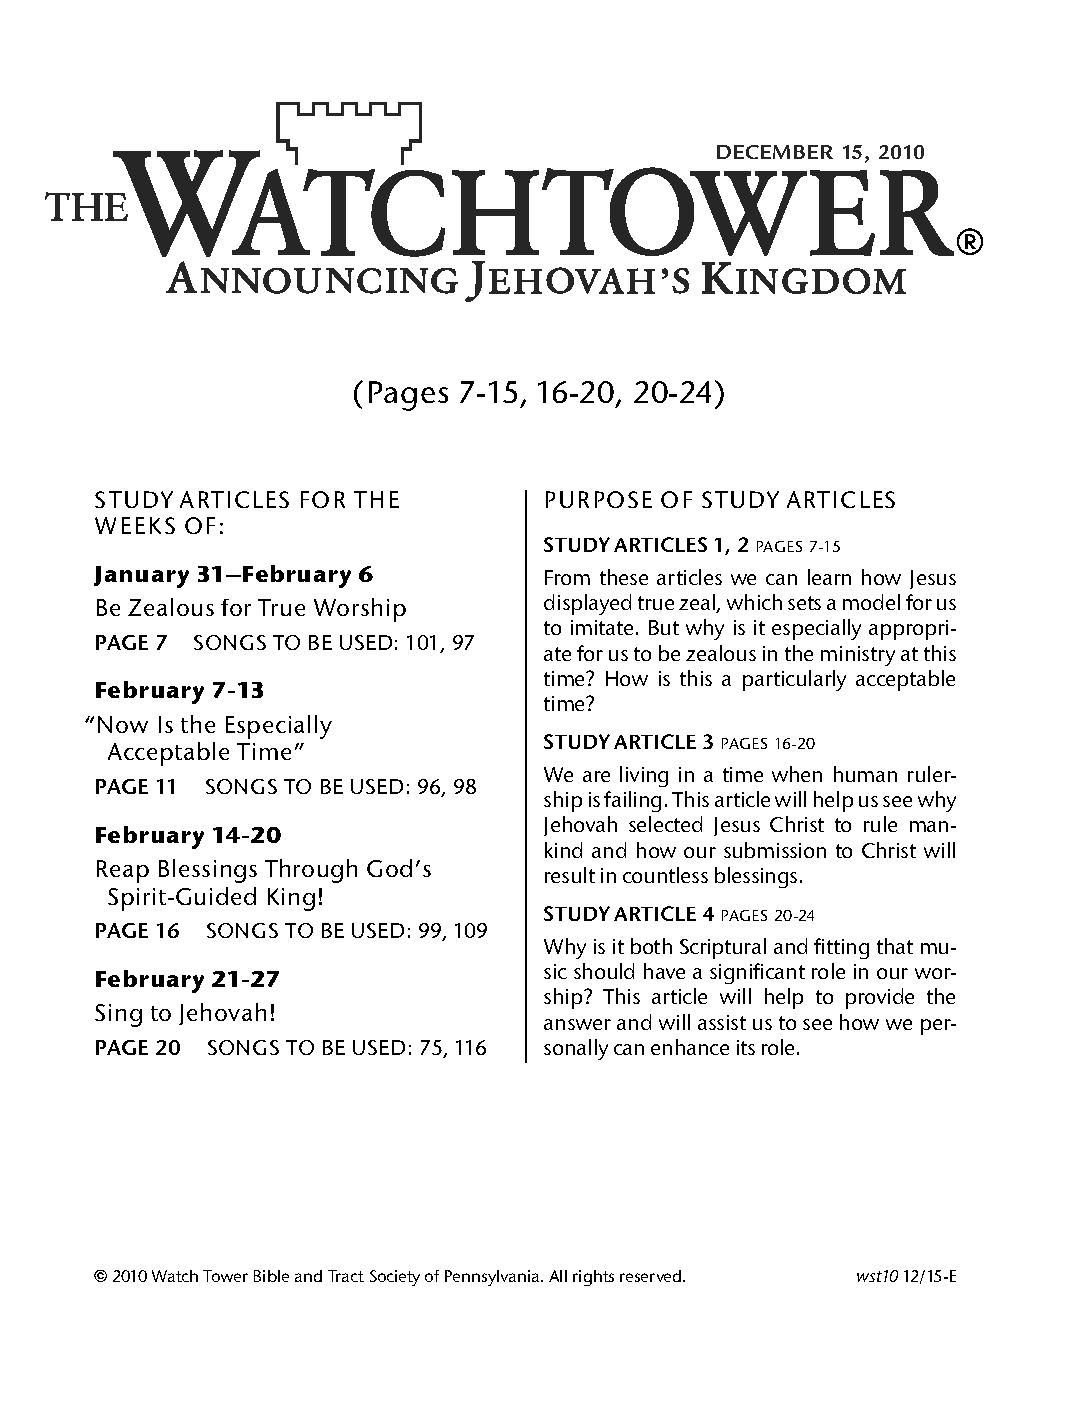 DECEMBER 15, 2010
THE WATCHTOWER®
ANNOUNCING JEHOVAH'S KINGDOM
(Pages 7-15, 16-20, 20-24)
STUDY ARTICLES FOR THE
WEEKS OF:
January 31–February 6
Be Zealous for True Worship
PAGE 7 SONGS TO BE USED: 101, 97
February 7-13
“Now Is the Especially
Acceptable Time”
PAGE 11 SONGS TO BE USED: 96, 98
February 14-20
Reap Blessings Through God’s
Spirit-Guided King!
PAGE 16 SONGS TO BE USED: 99, 109
February 21-27
Sing to Jehovah!
PAGE 20 SONGS TO BE USED: 75, 116
PURPOSE OF STUDY ARTICLES
STUDY ARTICLES 1, 2 PAGES 7-15
From these articles we can learn how Jesus
displayed true zeal, which sets a model for us
to imitate. But why is it especially appropri-
ate for us to be zealous in the ministry at this
time? How is this a particularly acceptable
time?
STUDY ARTICLE 3 PAGES 16-20
We are living in a time when human ruler-
ship is failing. This article will help us see why
Jehovah selected Jesus Christ to rule man-
kind and how our submission to Christ will
result in countless blessings.
STUDY ARTICLE 4 PAGES 20-24
Why is it both Scriptural and fitting that mu-
sic should have a significant role in our wor-
ship? This article will help to provide the
answer and will assist us to see how we per-
sonally can enhance its role.
© 2010 Watch Tower Bible and Tract Society of Pennsylvania. All rights reserved.
wst10 12/15-E